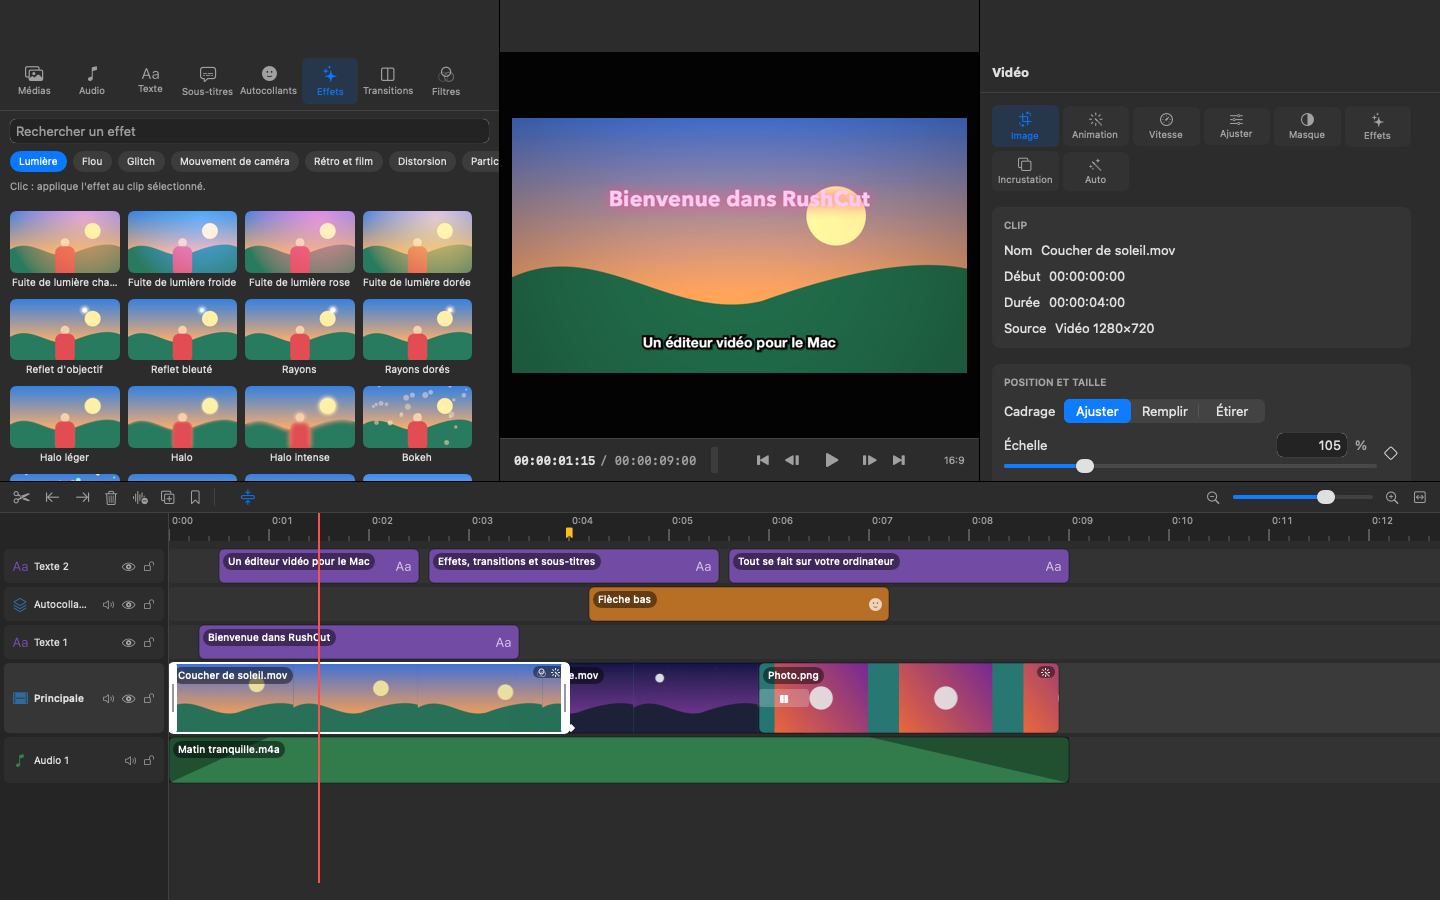 Médias
Audio
Aa
Texte
Sous-titres
Autocollants
Effets
Transitions
Filtres
Rechercher un effet
Lumière
Flou
Glitch
Mouvement de caméra
Rétro et film
Distorsion
Partic
Clic : applique l'effet au clip sélectionné.
Fuite de lumière cha...
Fuite de lumière froide
Fuite de lumière rose
Fuite de lumière dorée
Reflet d'objectif
Reflet bleuté
Rayons
Rayons dorés
Halo léger
Halo
Halo intense
Bokeh
Bienvenue dans RushCut
Un éditeur vidéo pour le Mac
00:00:01:15 / 00:00:09:00
16:9
Vidéo
Image
Animation
Vitesse
Ajuster
Masque
Effets
Incrustation
Auto
CLIP
Nom Coucher de soleil.mov
Début 00:00:00:00
Durée 00:00:04:00
Source Vidéo 1280×720
POSITION ET TAILLE
Cadrage Ajuster Remplir Étirer
Échelle 105 %
0:00 0:01 0:02 0:03 0:04 0:05 0:06 0:07 0:08 0:09 0:10 0:11 0:12
Aa Texte 2
Un éditeur vidéo pour le Mac Aa
Effets, transitions et sous-titres Aa
Tout se fait sur votre ordinateur Aa
Autocolla...
Flèche bas
Aa Texte 1
Bienvenue dans RushCut Aa
Principale
Coucher de soleil.mov
e.mov
Photo.png
Audio 1
Matin tranquille.m4a